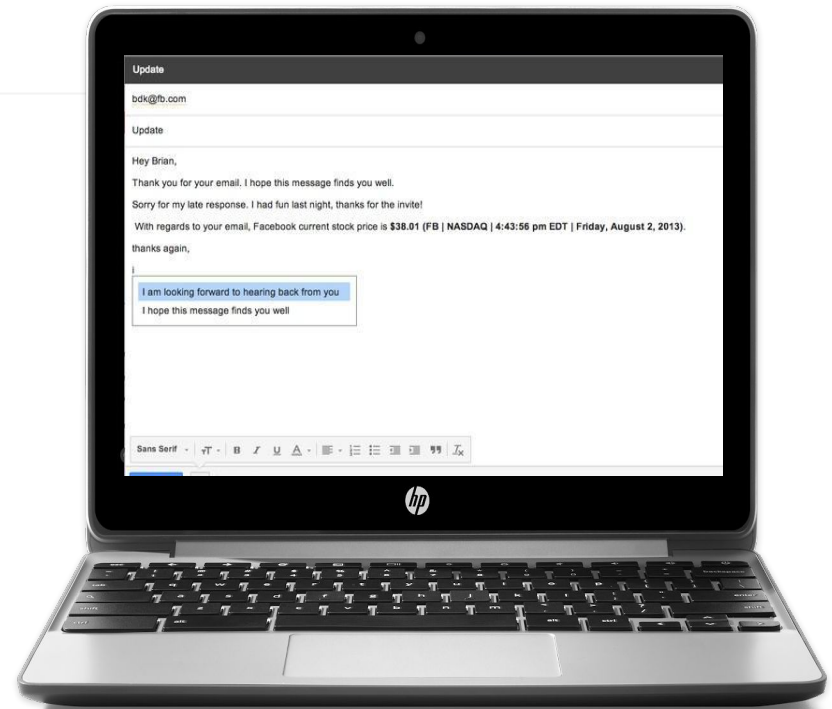 Update
bdk@fb.com
Update
Hey Brian,
Thank you for your email. I hope this message finds you well.
Sorry for my late response. I had fun last night, thanks for the invite!
With regards to your email, Facebook current stock price is $38.01 (FB | NASDAQ | 4:43:56 pm EDT | Friday, August 2, 2013).
thanks again,
i
I am looking forward to hearing back from you
I hope this message finds you well
Sans Serif
hp